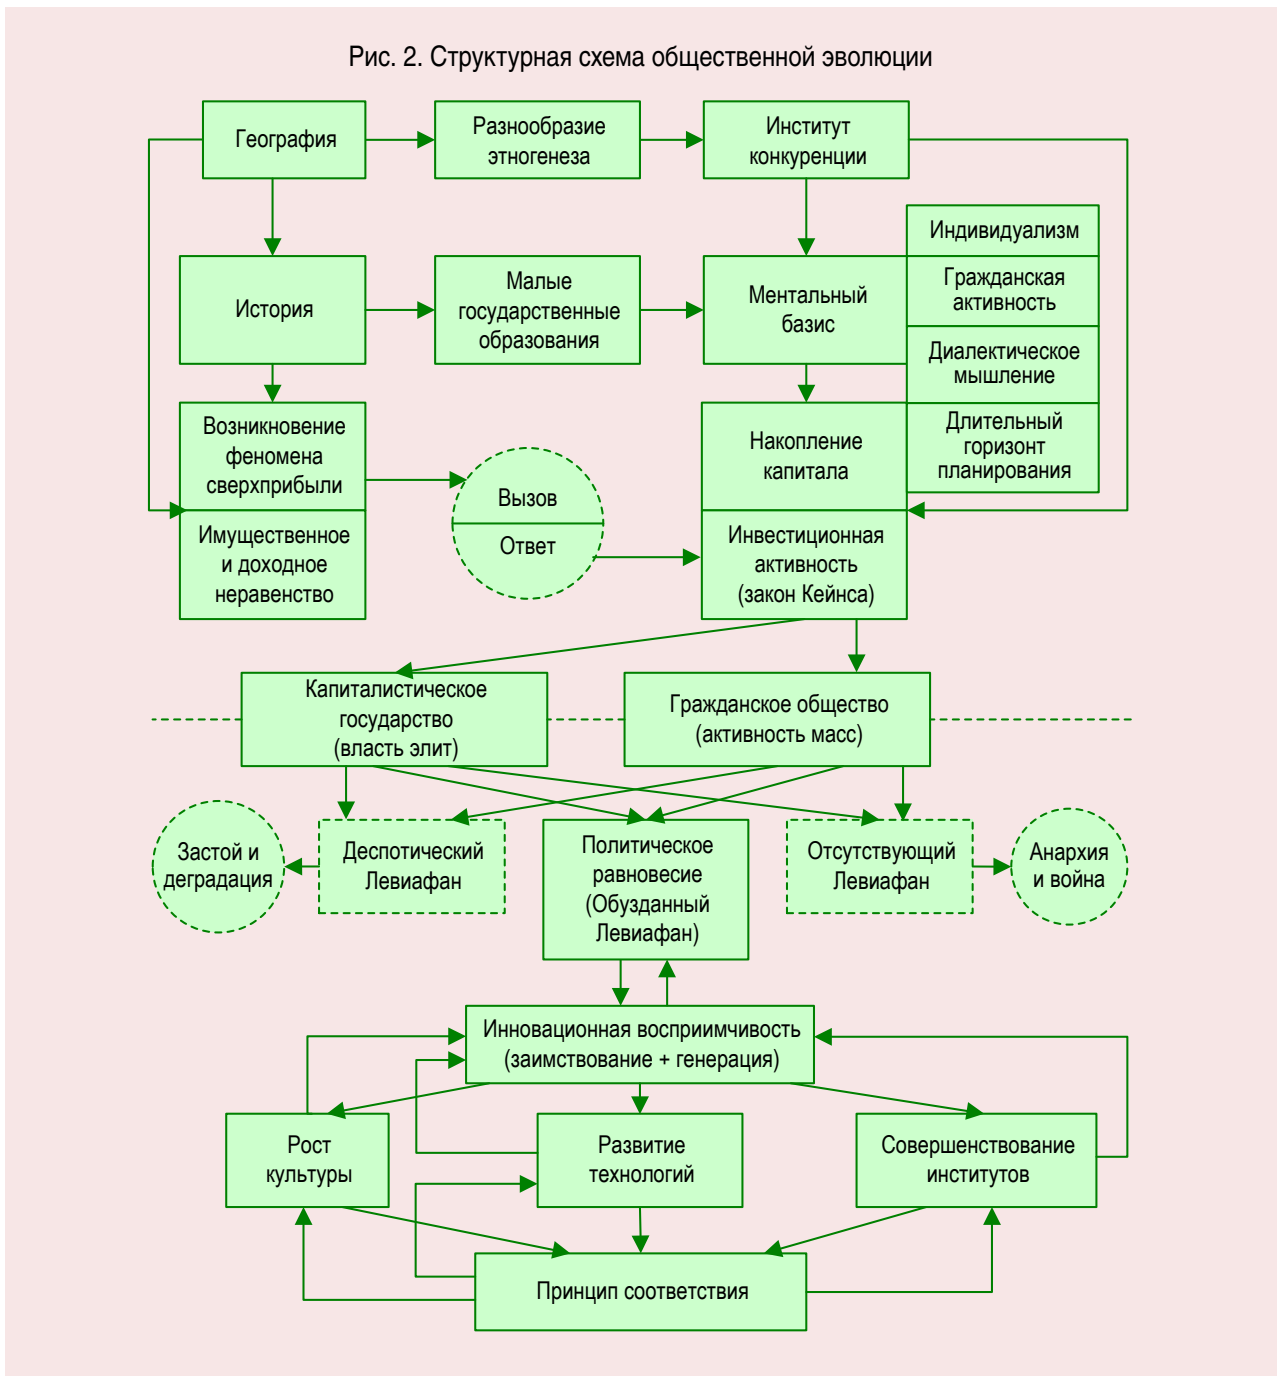 Рис. 2. Структурная схема общественной эволюции
География
Разнообразие
этногенеза
Институт
конкуренции
Индивидуализм
История
Малые
государственные
образования
Ментальный
базис
Гражданская
активность
Диалектическое
мышление
Возникновение
феномена
сверхприбыли
Вызов
Ответ
Накопление
капитала
Длительный
горизонт
планирования
Имущественное
и доходное
неравенство
Инвестиционная
активность
(закон Кейнса)
Капиталистическое
государство
(власть элит)
Гражданское общество
(активность масс)
Застой и
деградация
Деспотический
Левиафан
Политическое
равновесие
(Обузданный
Левиафан)
Отсутствующий
Левиафан
Анархия
и война
Инновационная восприимчивость
(заимствование + генерация)
Рост
культуры
Развитие
технологий
Совершенствование
институтов
Принцип соответствия